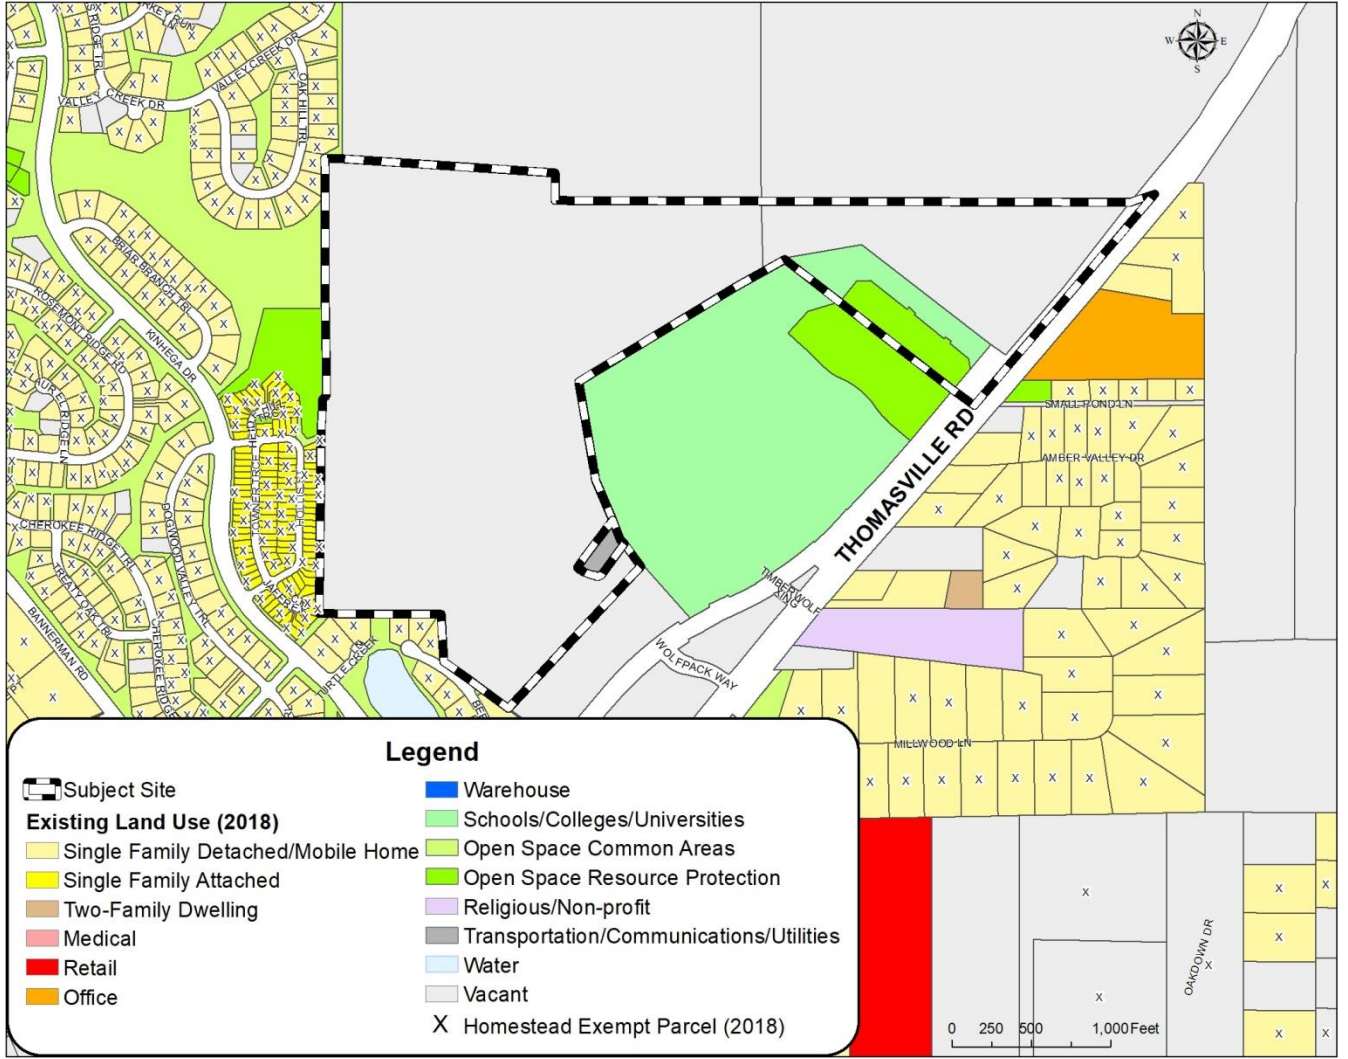 N
W E
S
VALLEY CREEK DR
VALLEY CREEK DR
OAK HILL TRL
BRIAR BRANCH TRL
KINHEGA DR
ROSEMONT RIDGE RD
LAUREL RIDGE LN
CHEROKEE RIDGE TRL
TREATY OAK TRL
DOGWOOD VALLEY TRL
BANNERMAN RD
TURTLE CREEK
LN
THOMASVILLE RD
SMALL POND LN
AMBER VALLEY DR
TIMBERWOLF
XING
WOLFPACK WAY
MILLWOOD LN
OAKDOWN DR
Legend
Subject Site
Existing Land Use (2018)
Single Family Detached/Mobile Home
Single Family Attached
Two-Family Dwelling
Medical
Retail
Office
Warehouse
Schools/Colleges/Universities
Open Space Common Areas
Open Space Resource Protection
Religious/Non-profit
Transportation/Communications/Utilities
Water
Vacant
X Homestead Exempt Parcel (2018)
0 250 500 1,000 Feet